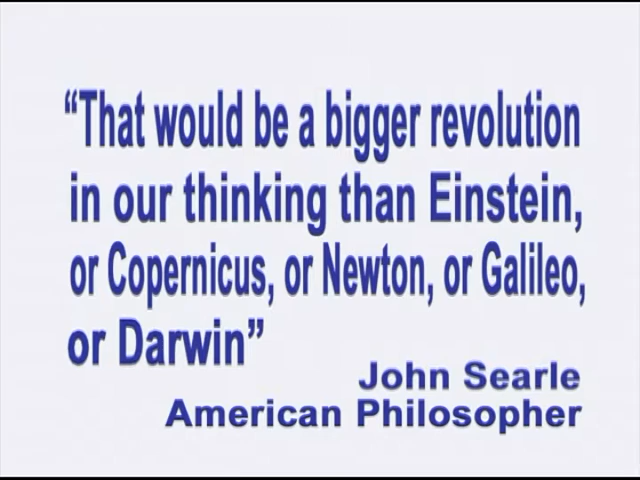 “That would be a bigger revolution
in our thinking than Einstein,
or Copernicus, or Newton, or Galileo,
or Darwin”
John Searle
American Philosopher